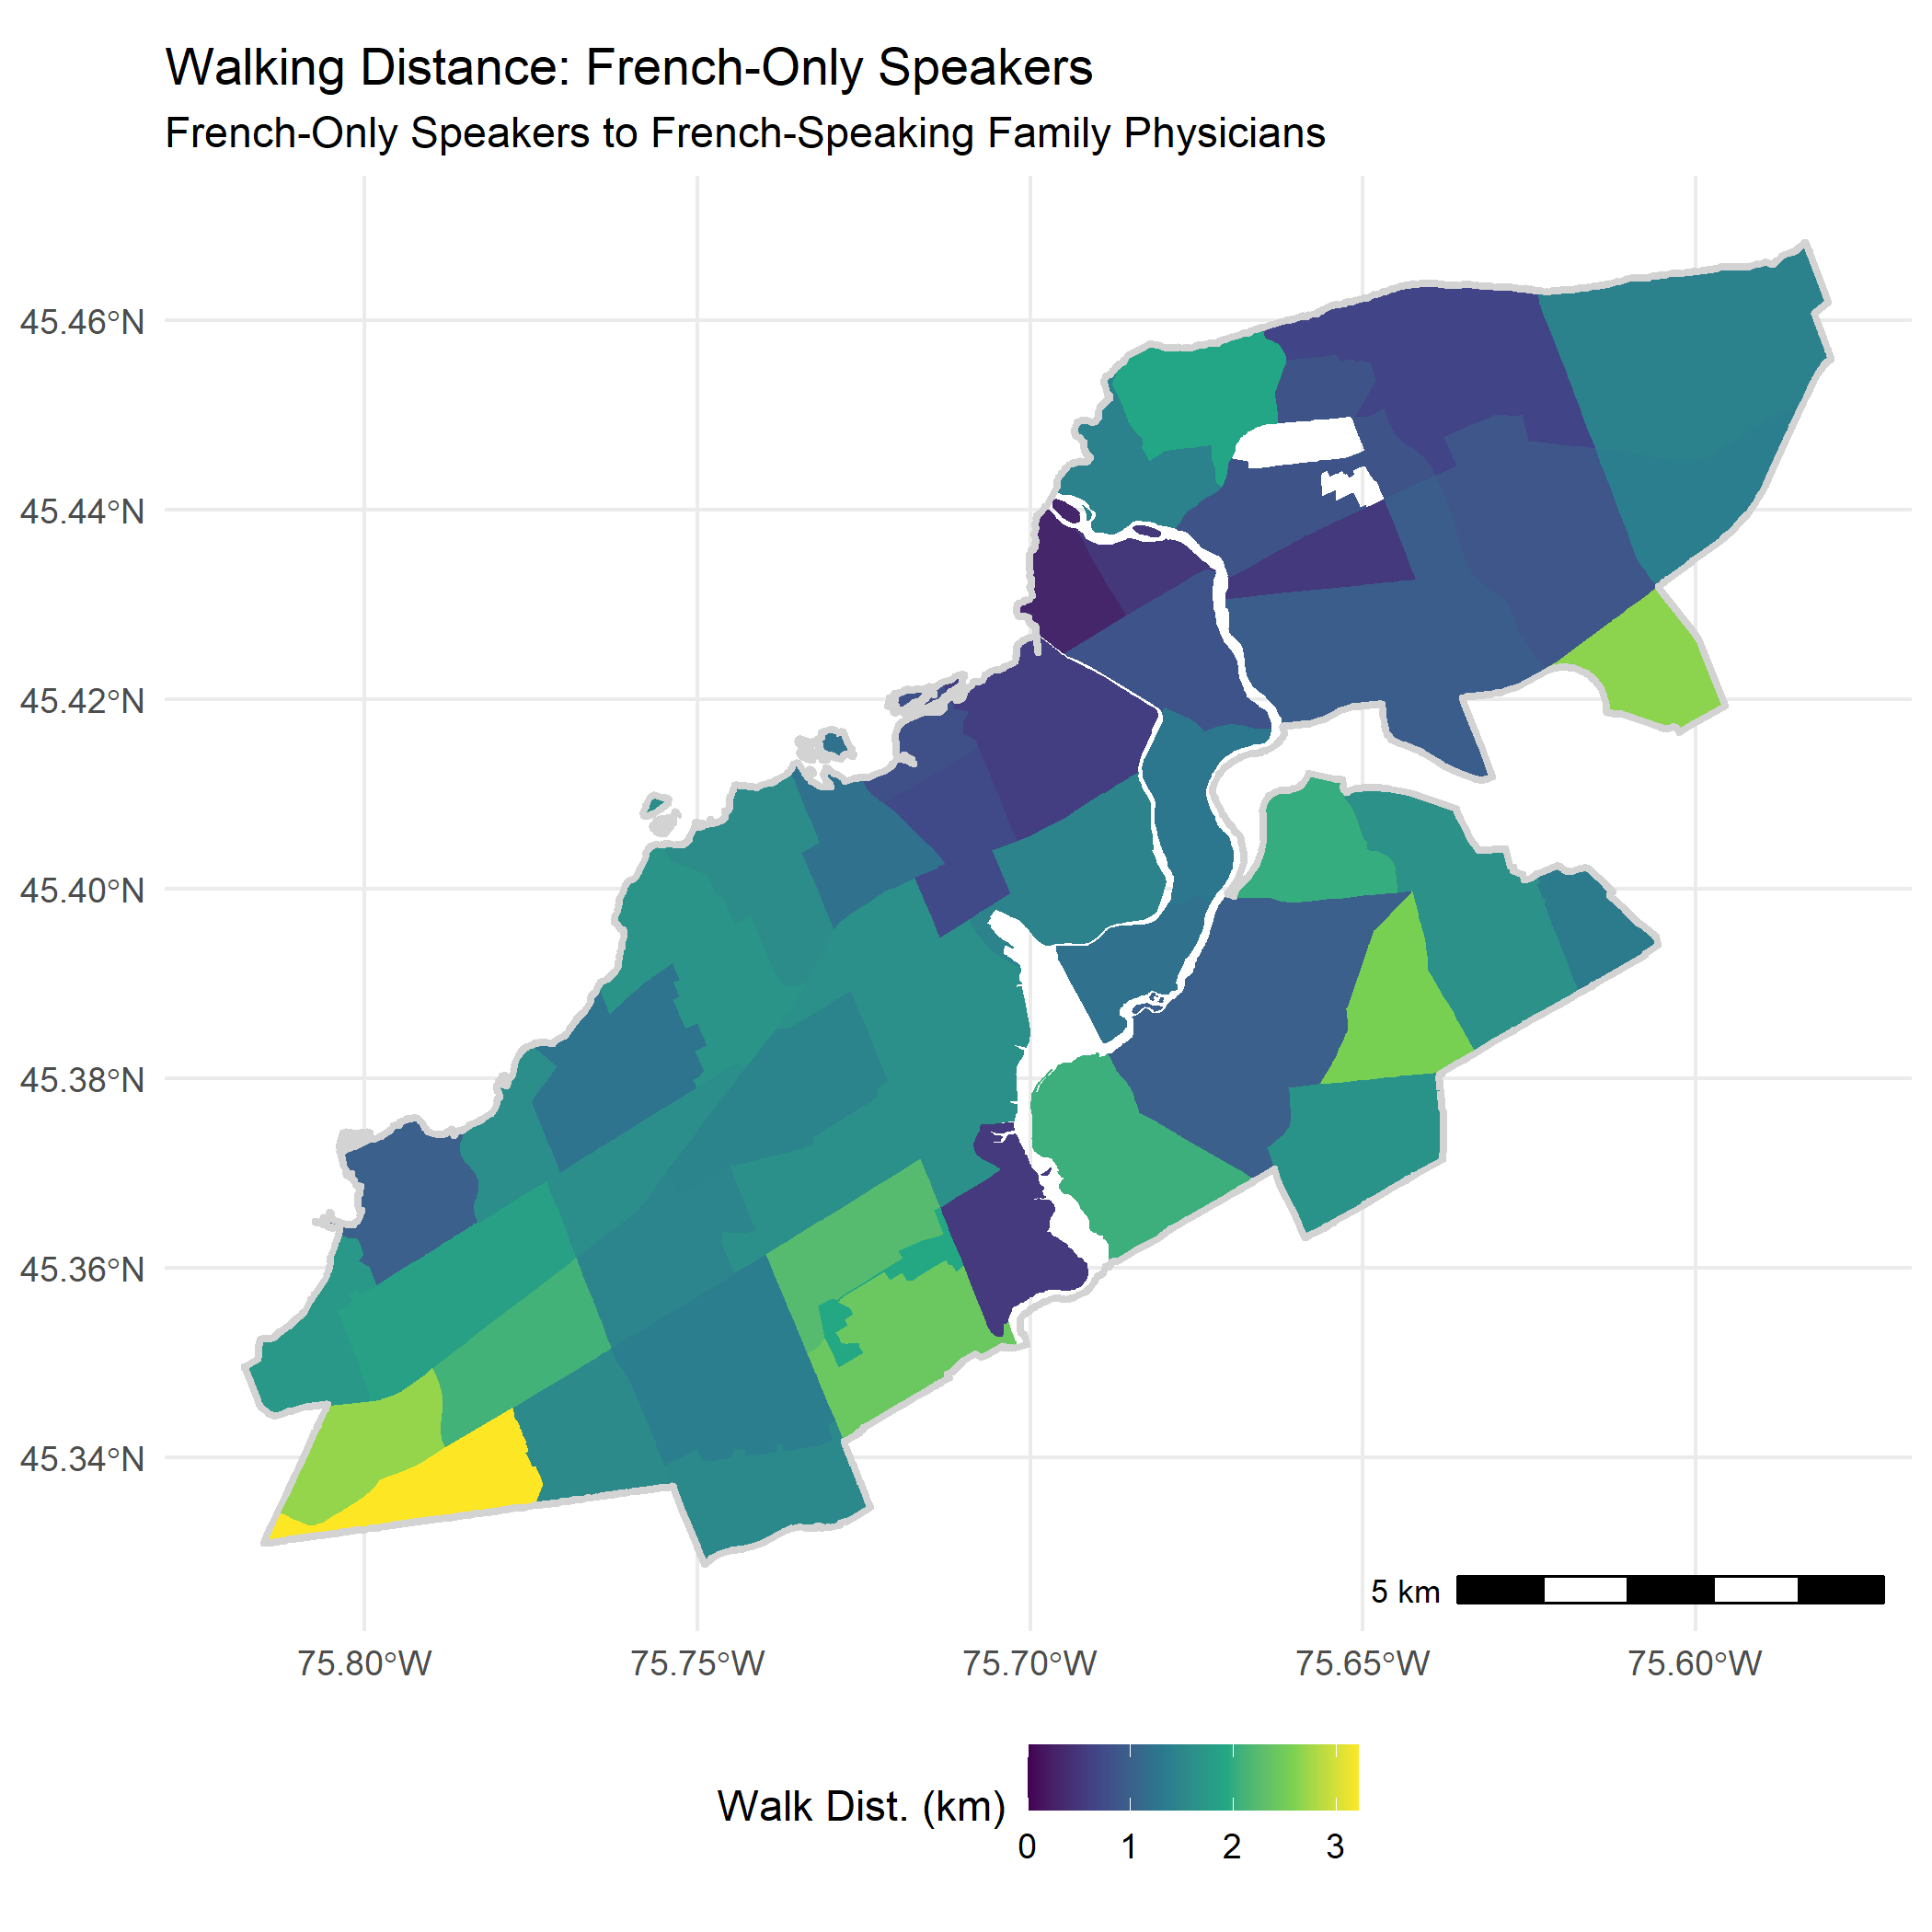 Walking Distance: French-Only Speakers
French-Only Speakers to French-Speaking Family Physicians
45.46°N
45.44°N
45.42°N
45.40°N
45.38°N
45.36°N
45.34°N
5 km
75.80°W 75.75°W 75.70°W 75.65°W 75.60°W
Walk Dist. (km)
0 1 2 3